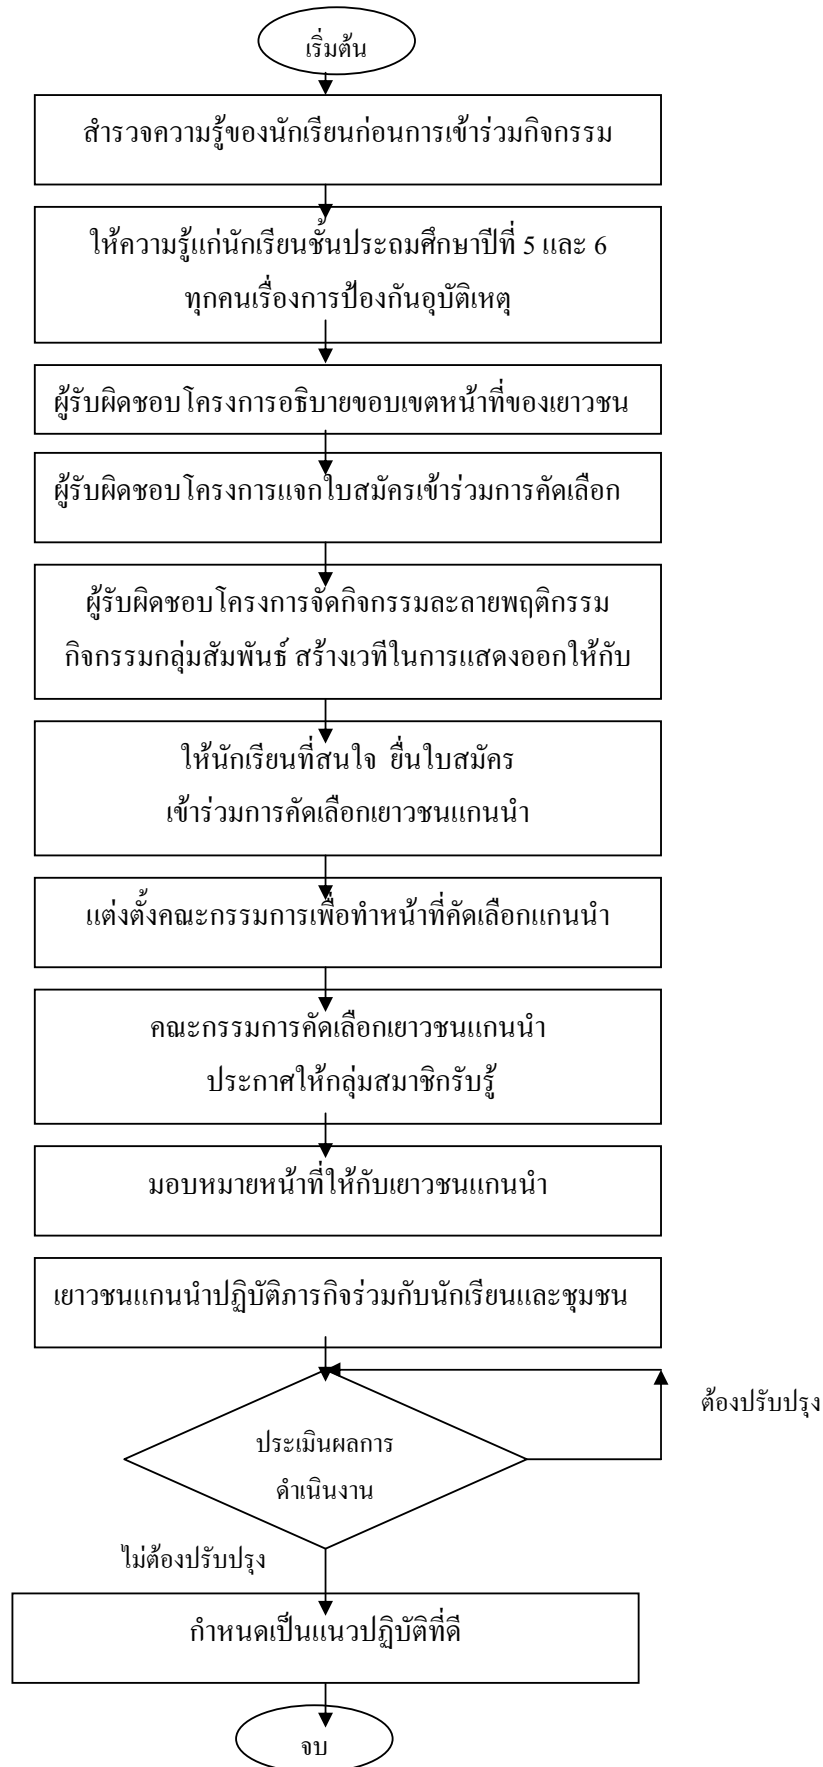 เริ่มต้น
สำรวจความรู้ของนักเรียนก่อนการเข้าร่วมกิจกรรม
ให้ความรู้แก่นักเรียนชั้นประถมศึกษาปีที่ 5 และ 6
ทุกคนเรื่องการป้องกันอุบัติเหตุ
ผู้รับผิดชอบโครงการอธิบายขอบเขตหน้าที่ของเยาวชน
ผู้รับผิดชอบโครงการแจกใบสมัครเข้าร่วมการคัดเลือก
ผู้รับผิดชอบโครงการจัดกิจกรรมละลายพฤติกรรม
กิจกรรมกลุ่มสัมพันธ์ สร้างเวทีในการแสดงออกให้กับ
ให้นักเรียนที่สนใจ ยื่นใบสมัคร
เข้าร่วมการคัดเลือกเยาวชนแกนนำ
แต่งตั้งคณะกรรมการเพื่อทำหน้าที่คัดเลือกแกนนำ
คณะกรรมการคัดเลือกเยาวชนแกนนำ
ประกาศให้กลุ่มสมาชิกรับรู้
มอบหมายหน้าที่ให้กับเยาวชนแกนนำ
เยาวชนแกนนำปฏิบัติภารกิจร่วมกับนักเรียนและชุมชน
ต้องปรับปรุง
ประเมินผลการ
ดำเนินงาน
ไม่ต้องปรับปรุง
กำหนดเป็นแนวปฏิบัติที่ดี
จบ